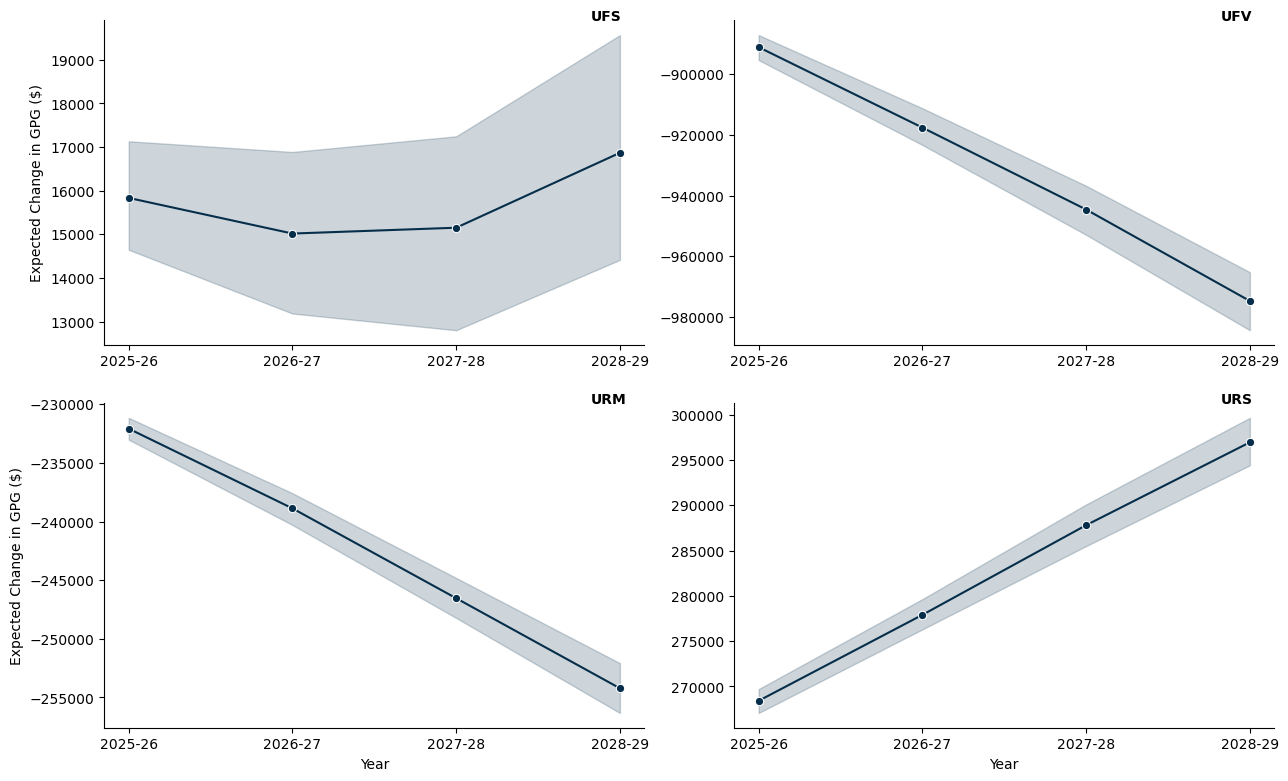 UFS
Expected Change in GPG ($)
19000
18000
17000
16000
15000
14000
13000
2025-26 2026-27 2027-28 2028-29
UFV
−900000
−920000
−940000
−960000
−980000
2025-26 2026-27 2027-28 2028-29
URM
Expected Change in GPG ($)
−230000
−235000
−240000
−245000
−250000
−255000
2025-26 2026-27 2027-28 2028-29
Year
URS
300000
295000
290000
285000
280000
275000
270000
2025-26 2026-27 2027-28 2028-29
Year